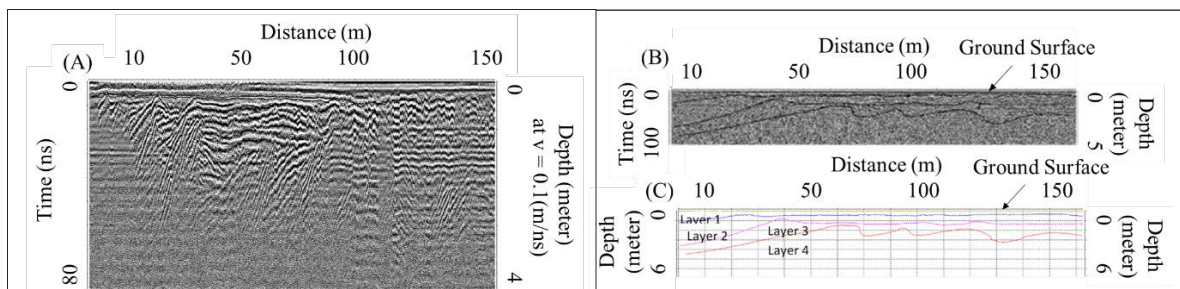 Distance (m)
10 50 100 150
(A)
0
Time (ns)
80
0
Depth (meter)
at v = 0.1(m/ns)
4
(B)
Distance (m)
Ground Surface
10 50 100 150
0
Time (ns)
100
0
Depth
(meter)
5
Distance (m)
Ground Surface
(C)
10 50 100 150
0
Depth
(meter)
6
Layer 1
Layer 2
Layer 3
Layer 4
0
Depth
(meter)
6